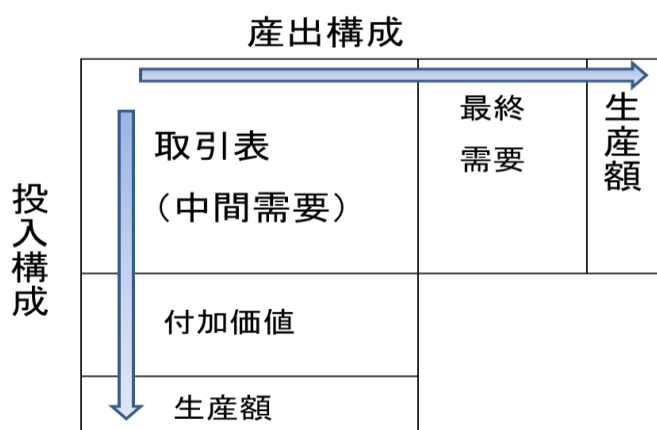 産出構成
取引表
（中間需要）
最終
需要
生産額
投入構成
付加価値
生産額